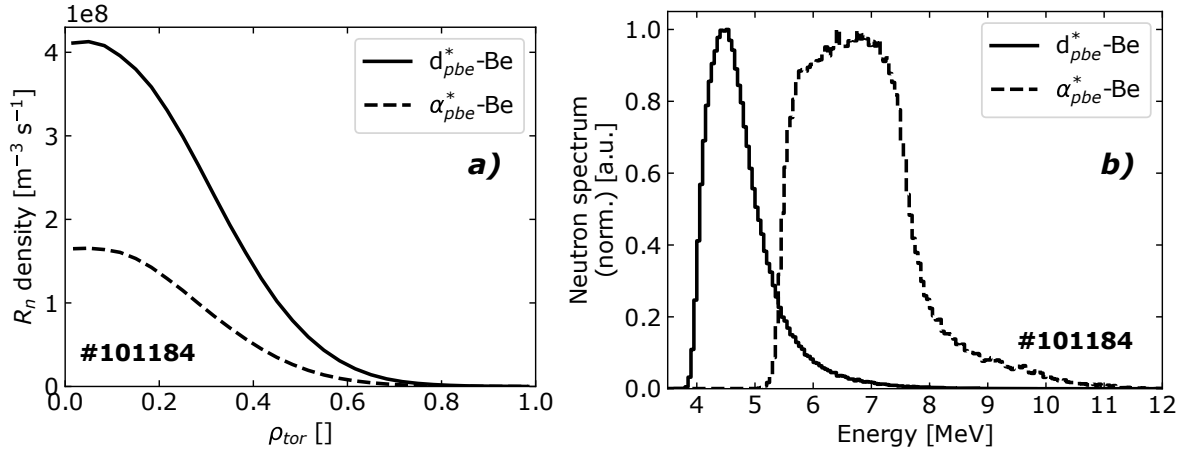 1e8
R_n density [m⁻³ s⁻¹]
4
3
2
1
0
d*_pbe-Be
α*_pbe-Be
a)
#101184
0.0 0.2 0.4 0.6 0.8 1.0
ρ_tor []
Neutron spectrum
(norm.) [a.u.]
1.0
0.8
0.6
0.4
0.2
0.0
d*_pbe-Be
α*_pbe-Be
b)
#101184
4 5 6 7 8 9 10 11 12
Energy [MeV]